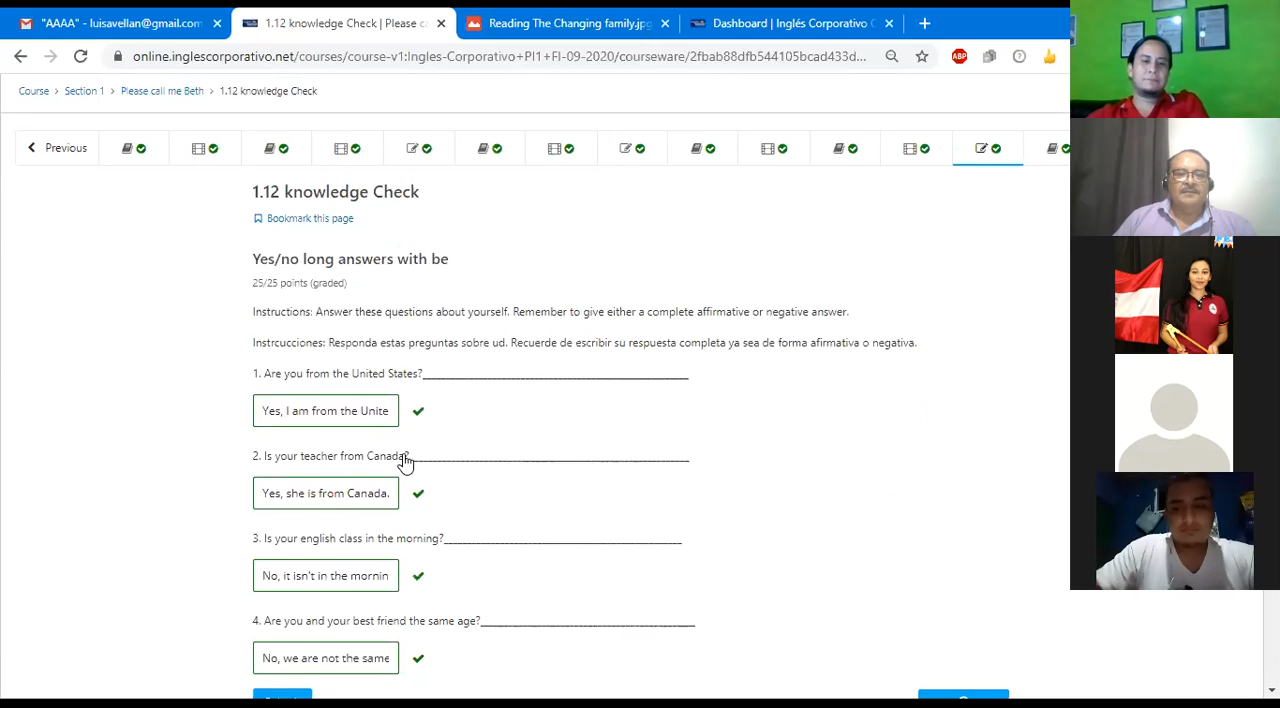 "AAAA" - luisavellan@gmail.com
1.12 knowledge Check | Please ca
Reading The Changing family.jpg
Dashboard | Inglés Corporativo C
online.inglescorporativo.net/courses/course-v1:Ingles-Corporativo+PI1+FI-09-2020/courseware/2fbab88dfb544105bcad433d...
ABP
Course > Section 1 > Please call me Beth > 1.12 knowledge Check
Previous
1.12 knowledge Check
Bookmark this page
Yes/no long answers with be
25/25 points (graded)
Instructions: Answer these questions about yourself. Remember to give either a complete affirmative or negative answer.
Instrcucciones: Responda estas preguntas sobre ud. Recuerde de escribir su respuesta completa ya sea de forma afirmativa o negativa.
1. Are you from the United States?
Yes, I am from the Unite
2. Is your teacher from Canada?
Yes, she is from Canada.
3. Is your english class in the morning?
No, it isn't in the mornin
4. Are you and your best friend the same age?
No, we are not the same